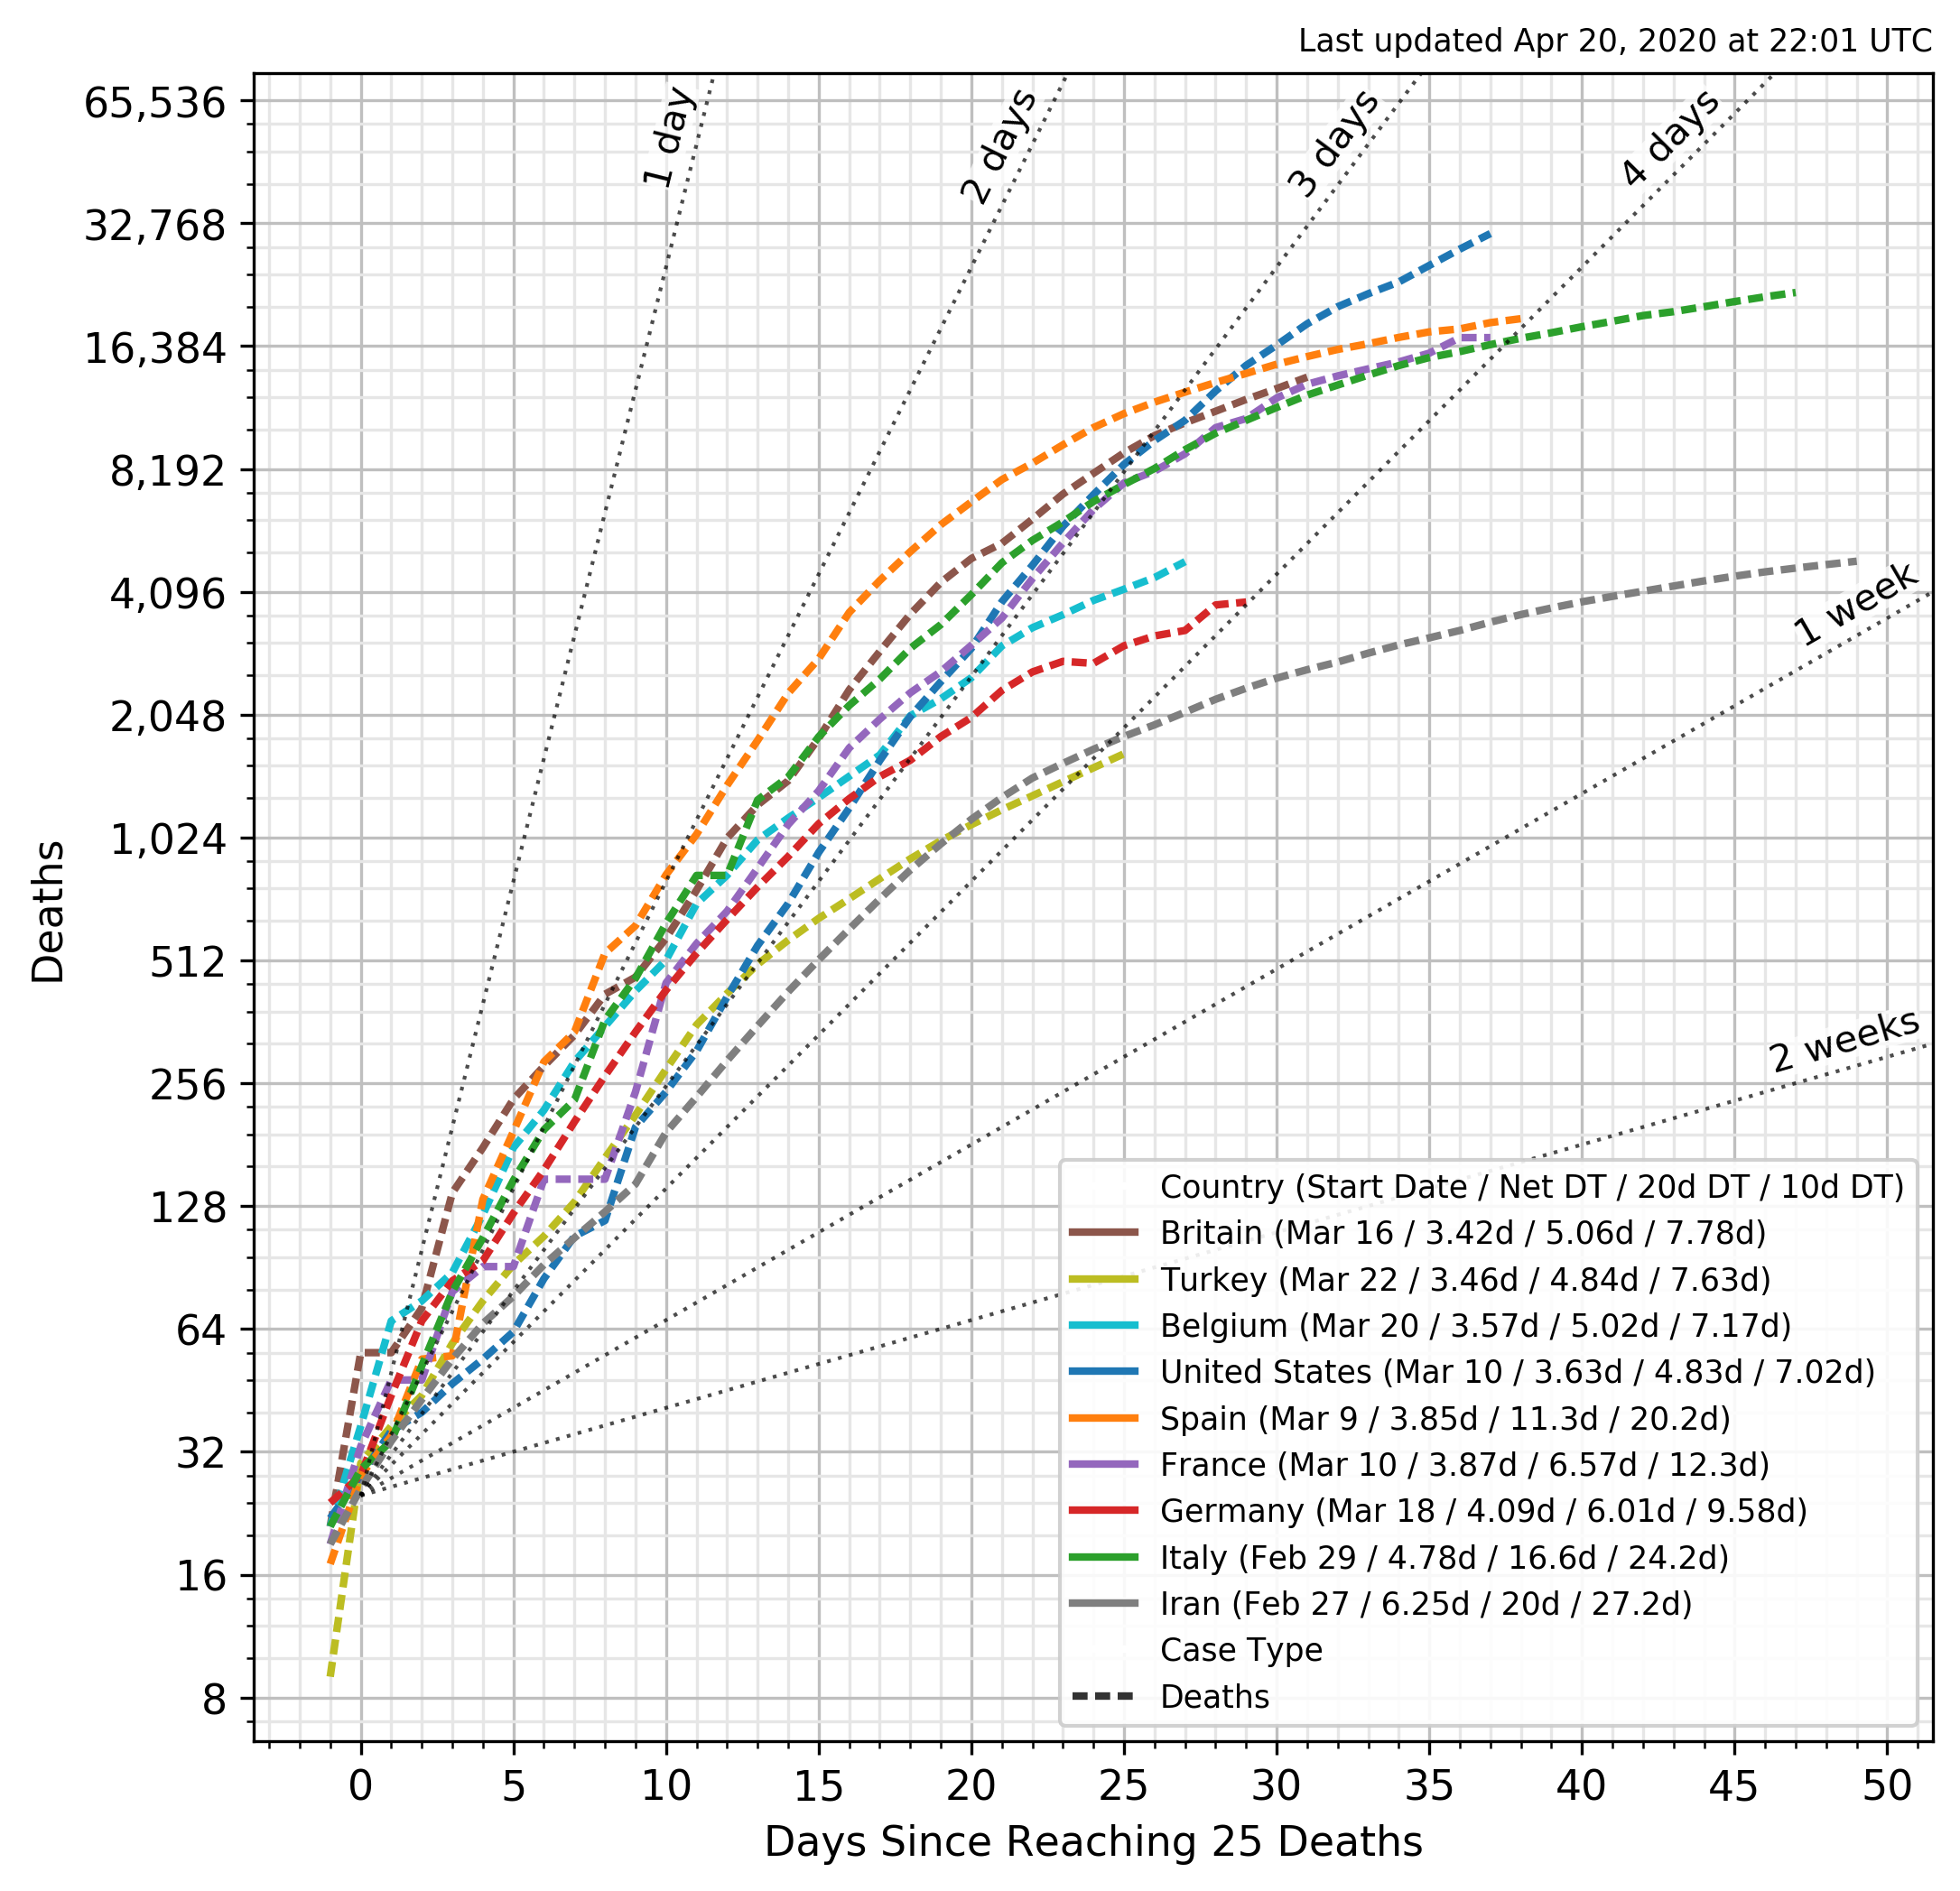 Last updated Apr 20, 2020 at 22:01 UTC
65,536
32,768
16,384
8,192
4,096
2,048
1,024
512
256
128
64
32
16
8
Deaths
1 day
2 days
3 days
4 days
1 week
2 weeks
Country (Start Date / Net DT / 20d DT / 10d DT)
Britain (Mar 16 / 3.42d / 5.06d / 7.78d)
Turkey (Mar 22 / 3.46d / 4.84d / 7.63d)
Belgium (Mar 20 / 3.57d / 5.02d / 7.17d)
United States (Mar 10 / 3.63d / 4.83d / 7.02d)
Spain (Mar 9 / 3.85d / 11.3d / 20.2d)
France (Mar 10 / 3.87d / 6.57d / 12.3d)
Germany (Mar 18 / 4.09d / 6.01d / 9.58d)
Italy (Feb 29 / 4.78d / 16.6d / 24.2d)
Iran (Feb 27 / 6.25d / 20d / 27.2d)
Case Type
Deaths
0 5 10 15 20 25 30 35 40 45 50
Days Since Reaching 25 Deaths